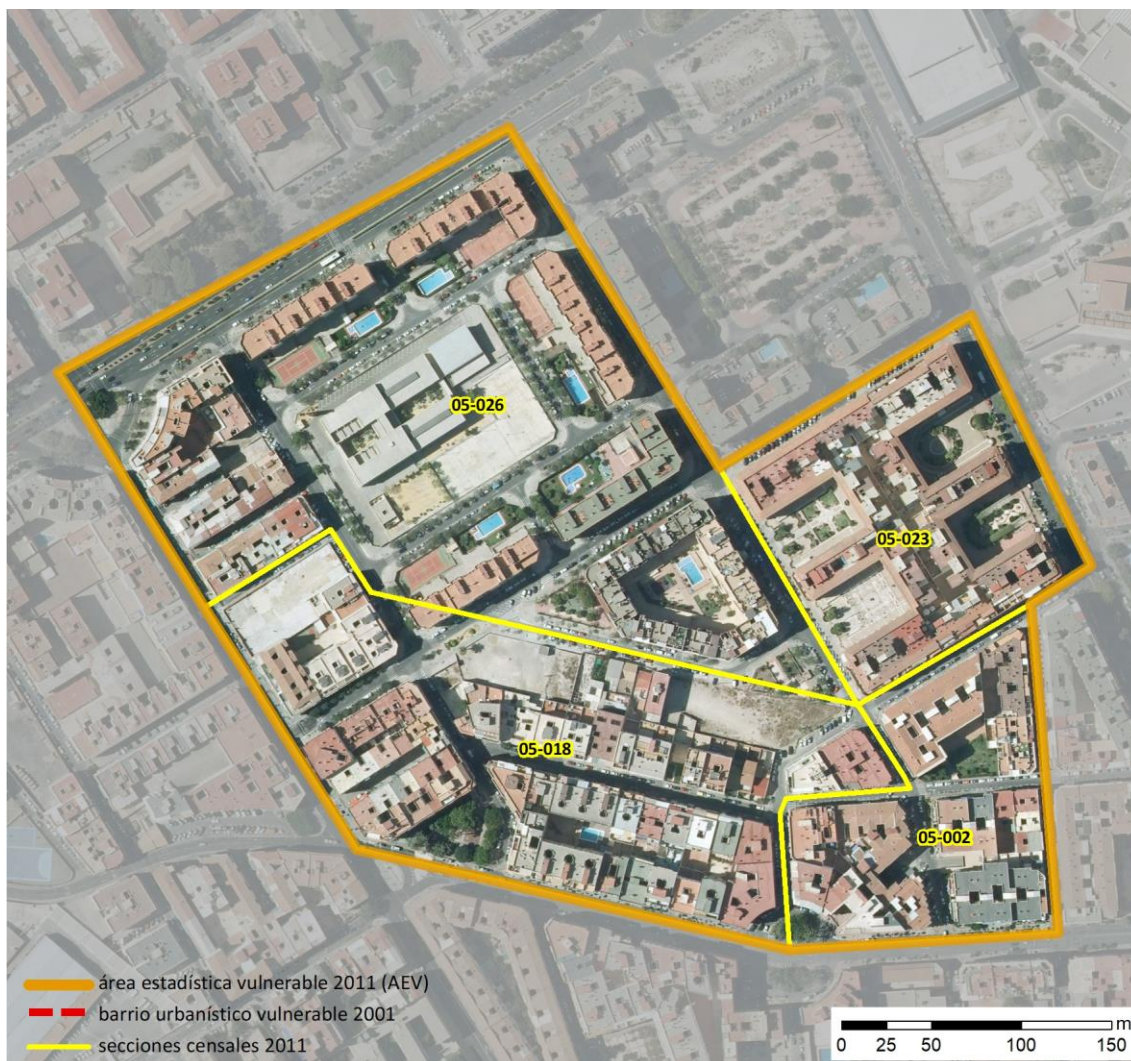 05-026
05-023
05-018
05-002
área estadística vulnerable 2011 (AEV)
barrio urbanístico vulnerable 2001
secciones censales 2011
m
0 25 50 100 150